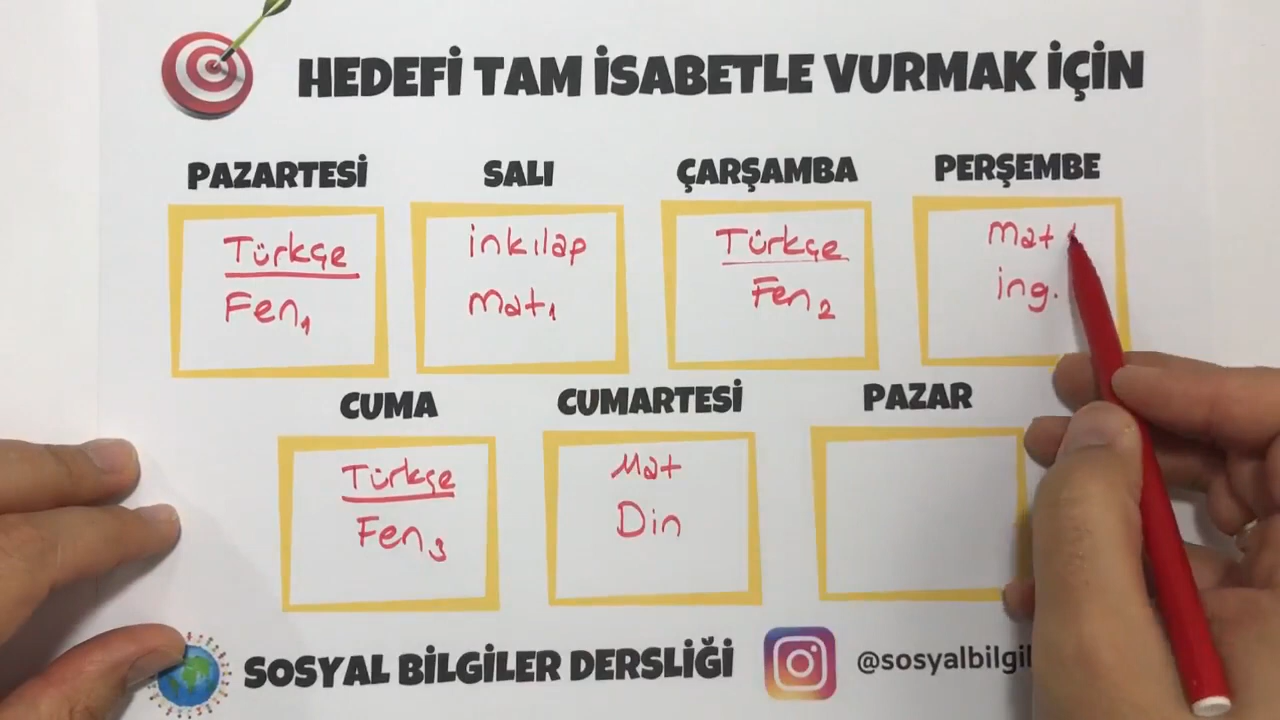 HEDEFİ TAM İSABETLE VURMAK İÇİN
PAZARTESİ
Türkçe
Fen1
SALI
inkılap
Mat1
ÇARŞAMBA
Türkçe
Fen2
PERŞEMBE
Mat
ing.
CUMA
Türkçe
Fen3
CUMARTESİ
Mat
Din
PAZAR
SOSYAL BİLGİLER DERSLİĞİ
@sosyalbilgil